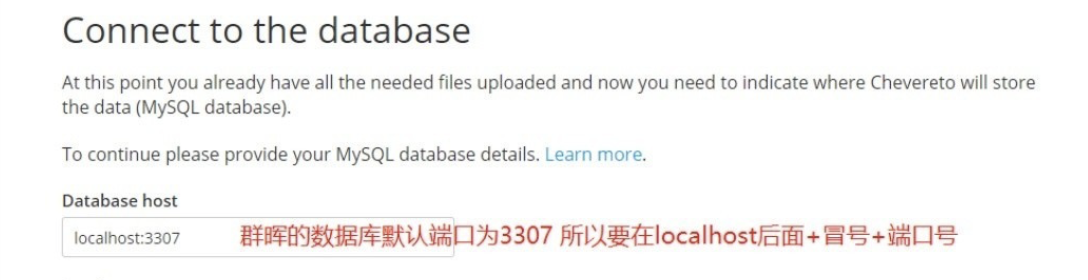 Connect to the database
At this point you already have all the needed files uploaded and now you need to indicate where Chevereto will store
the data (MySQL database).
To continue please provide your MySQL database details. Learn more.
Database host
localhost:3307 群晖的数据库默认端口为3307 所以要在localhost后面+冒号+端口号